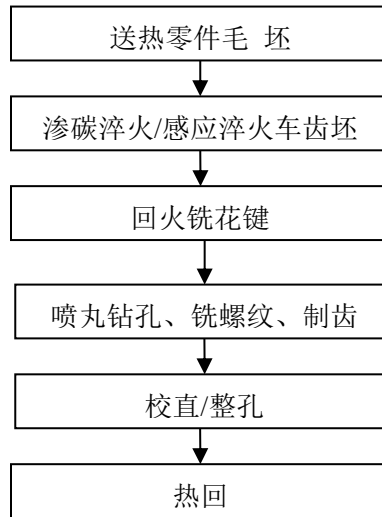 送热零件毛 坯
渗碳淬火/感应淬火车齿坯
回火铣花键
喷丸钻孔、铣螺纹、制齿
校直/整孔
热回